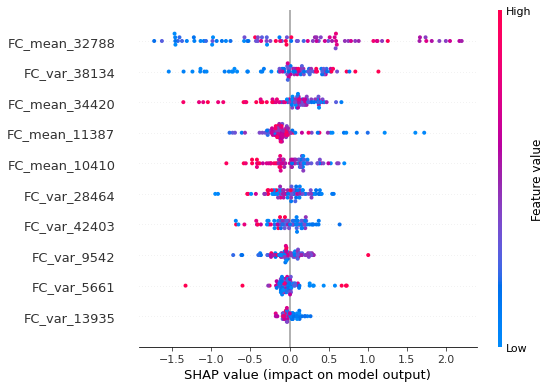 High
FC_mean_32788
FC_var_38134
FC_mean_34420
FC_mean_11387
FC_mean_10410
FC_var_28464
FC_var_42403
FC_var_9542
FC_var_5661
FC_var_13935
Feature value
Low
−1.5 −1.0 −0.5 0.0 0.5 1.0 1.5 2.0
SHAP value (impact on model output)